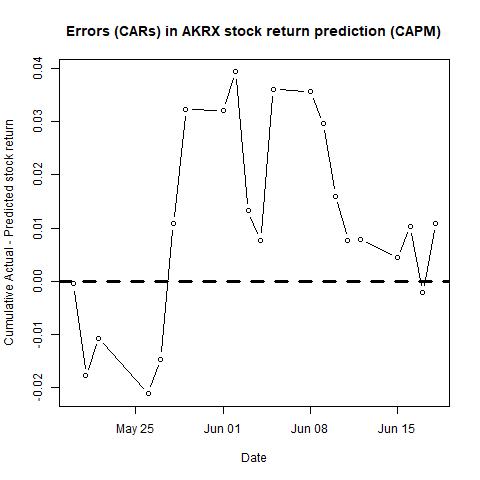 Errors (CARs) in AKRX stock return prediction (CAPM)
Cumulative Actual - Predicted stock return
0.04
0.03
0.02
0.01
0.00
-0.01
-0.02
May 25 Jun 01 Jun 08 Jun 15
Date